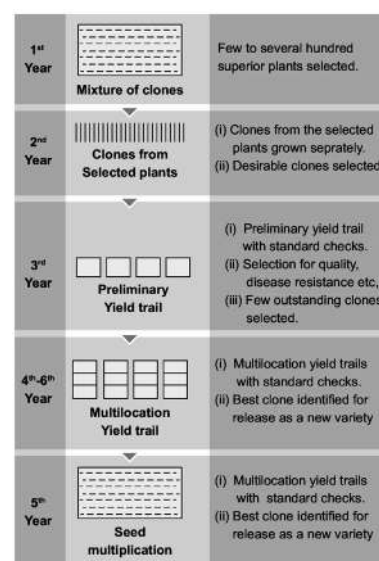 1st
Year
Mixture of clones
Few to several hundred
superior plants selected.
2nd
Year
Clones from
Selected plants
(i) Clones from the selected
plants grown seprately.
(ii) Desirable clones selected
3rd
Year
Preliminary
Yield trail
(i) Preliminary yield trail
with standard checks.
(ii) Selection for quality,
disease resistance etc,
(iii) Few outstanding clones
selected.
4th-6th
Year
Multilocation
Yield trail
(i) Multilocation yield trails
with standard checks.
(ii) Best clone identified for
release as a new variety
5th
Year
Seed
multiplication
(i) Multilocation yield trails
with standard checks.
(ii) Best clone identified for
release as a new variety